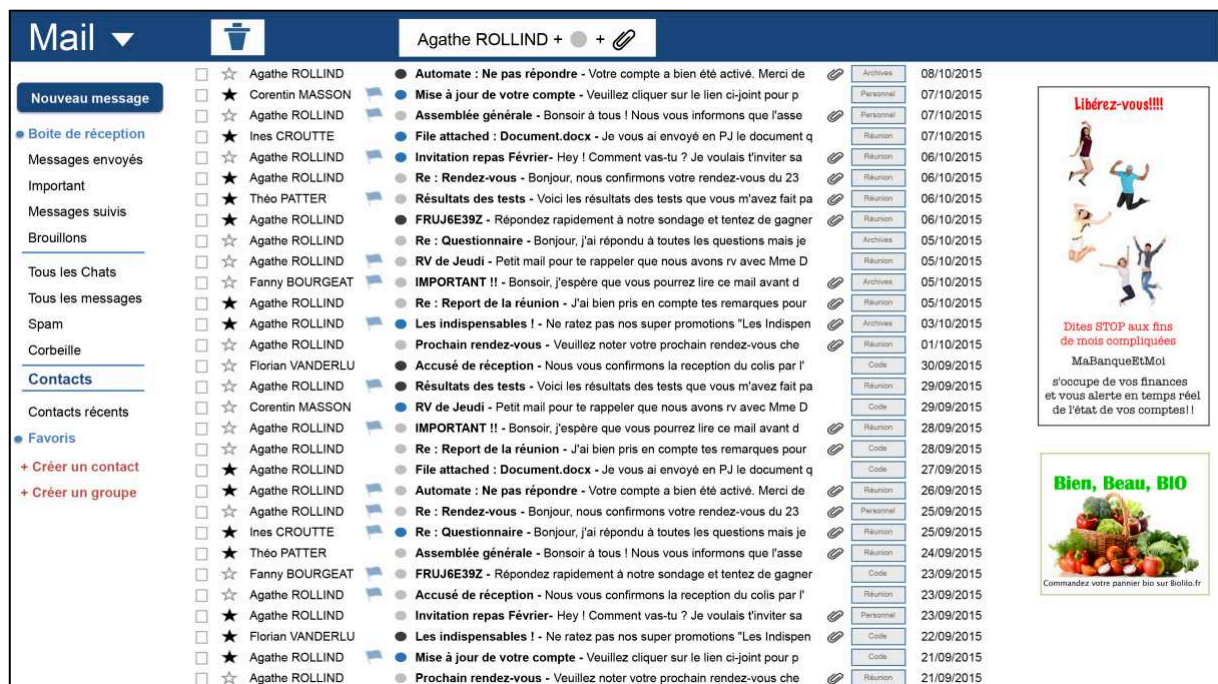 Mail
Agathe ROLLIND + +
Nouveau message
Boite de réception
Messages envoyés
Important
Messages suivis
Brouillons
Tous les Chats
Tous les messages
Spam
Corbeille
Contacts
Contacts récents
Favoris
+ Créer un contact
+ Créer un groupe
Agathe ROLLIND Automate : Ne pas répondre - Votre compte a bien été activé. Merci de Archives 08/10/2015
Corentin MASSON Mise à jour de votre compte - Veuillez cliquer sur le lien ci-joint pour p Personnel 07/10/2015
Agathe ROLLIND Assemblée générale - Bonsoir à tous ! Nous vous informons que l'asse Personnel 07/10/2015
Ines CROUTTE File attached : Document.docx - Je vous ai envoyé en PJ le document q Réunion 07/10/2015
Agathe ROLLIND Invitation repas Février- Hey ! Comment vas-tu ? Je voulais t'inviter sa Réunion 06/10/2015
Agathe ROLLIND Re : Rendez-vous - Bonjour, nous confirmons votre rendez-vous du 23 Réunion 06/10/2015
Théo PATTER Résultats des tests - Voici les résultats des tests que vous m'avez fait pa Réunion 06/10/2015
Agathe ROLLIND FRUJ6E39Z - Répondez rapidement à notre sondage et tentez de gagner Réunion 06/10/2015
Agathe ROLLIND Re : Questionnaire - Bonjour, j'ai répondu à toutes les questions mais je Archives 05/10/2015
Agathe ROLLIND RV de Jeudi - Petit mail pour te rappeler que nous avons rv avec Mme D Réunion 05/10/2015
Fanny BOURGEAT IMPORTANT !! - Bonsoir, j'espère que vous pourrez lire ce mail avant d Archives 05/10/2015
Agathe ROLLIND Re : Report de la réunion - J'ai bien pris en compte tes remarques pour Réunion 05/10/2015
Agathe ROLLIND Les indispensables ! - Ne ratez pas nos super promotions "Les Indispen Archives 03/10/2015
Agathe ROLLIND Prochain rendez-vous - Veuillez noter votre prochain rendez-vous che Réunion 01/10/2015
Florian VANDERLU Accusé de réception - Nous vous confirmons la reception du colis par l' Code 30/09/2015
Agathe ROLLIND Résultats des tests - Voici les résultats des tests que vous m'avez fait pa Réunion 29/09/2015
Corentin MASSON RV de Jeudi - Petit mail pour te rappeler que nous avons rv avec Mme D Code 29/09/2015
Agathe ROLLIND IMPORTANT !! - Bonsoir, j'espère que vous pourrez lire ce mail avant d Réunion 28/09/2015
Agathe ROLLIND Re : Report de la réunion - J'ai bien pris en compte tes remarques pour Code 28/09/2015
Agathe ROLLIND File attached : Document.docx - Je vous ai envoyé en PJ le document q Code 27/09/2015
Agathe ROLLIND Automate : Ne pas répondre - Votre compte a bien été activé. Merci de Réunion 26/09/2015
Agathe ROLLIND Re : Rendez-vous - Bonjour, nous confirmons votre rendez-vous du 23 Personnel 25/09/2015
Ines CROUTTE Re : Questionnaire - Bonjour, j'ai répondu à toutes les questions mais je Réunion 25/09/2015
Théo PATTER Assemblée générale - Bonsoir à tous ! Nous vous informons que l'asse Réunion 24/09/2015
Fanny BOURGEAT FRUJ6E39Z - Répondez rapidement à notre sondage et tentez de gagner Code 23/09/2015
Agathe ROLLIND Accusé de réception - Nous vous confirmons la reception du colis par l' Réunion 23/09/2015
Agathe ROLLIND Invitation repas Février- Hey ! Comment vas-tu ? Je voulais t'inviter sa Personnel 23/09/2015
Florian VANDERLU Les indispensables ! - Ne ratez pas nos super promotions "Les Indispen Code 22/09/2015
Agathe ROLLIND Mise à jour de votre compte - Veuillez cliquer sur le lien ci-joint pour p Code 21/09/2015
Agathe ROLLIND Prochain rendez-vous - Veuillez noter votre prochain rendez-vous che Réunion 21/09/2015
Libérez-vous!!!!
Dites STOP aux fins
de mois compliquées
MaBanqueEtMoi
s'occupe de vos finances
et vous alerte en temps réel
de l'état de vos comptes!!
Bien, Beau, BIO
Commandez votre pannier bio sur Biolilo.fr